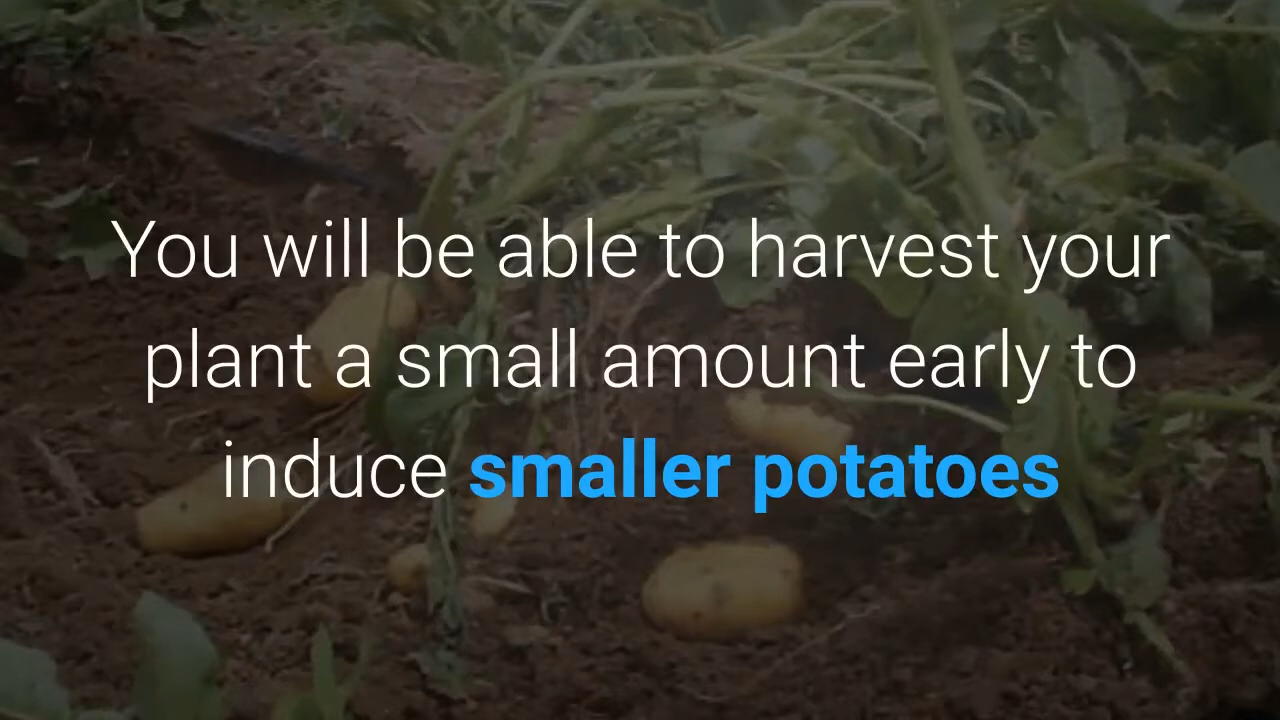 You will be able to harvest your
plant a small amount early to
induce smaller potatoes